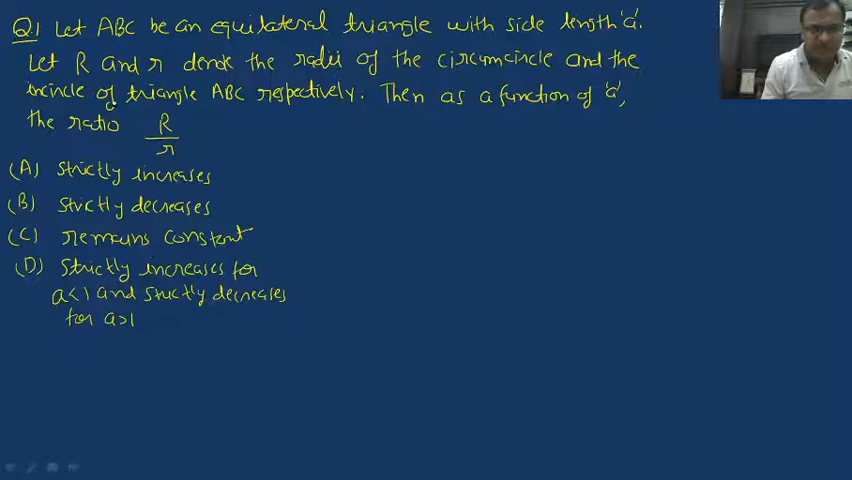 Q1 Let ABC be an equilateral triangle with side length 'a'.
Let R and r denote the radii of the circumcircle and the
incircle of triangle ABC respectively. Then as a function of 'a',
the ratio R/r
(A) Strictly increases
(B) Strictly decreases
(C) remains constant
(D) Strictly increases for
a<1 and strictly decreases
for a>1